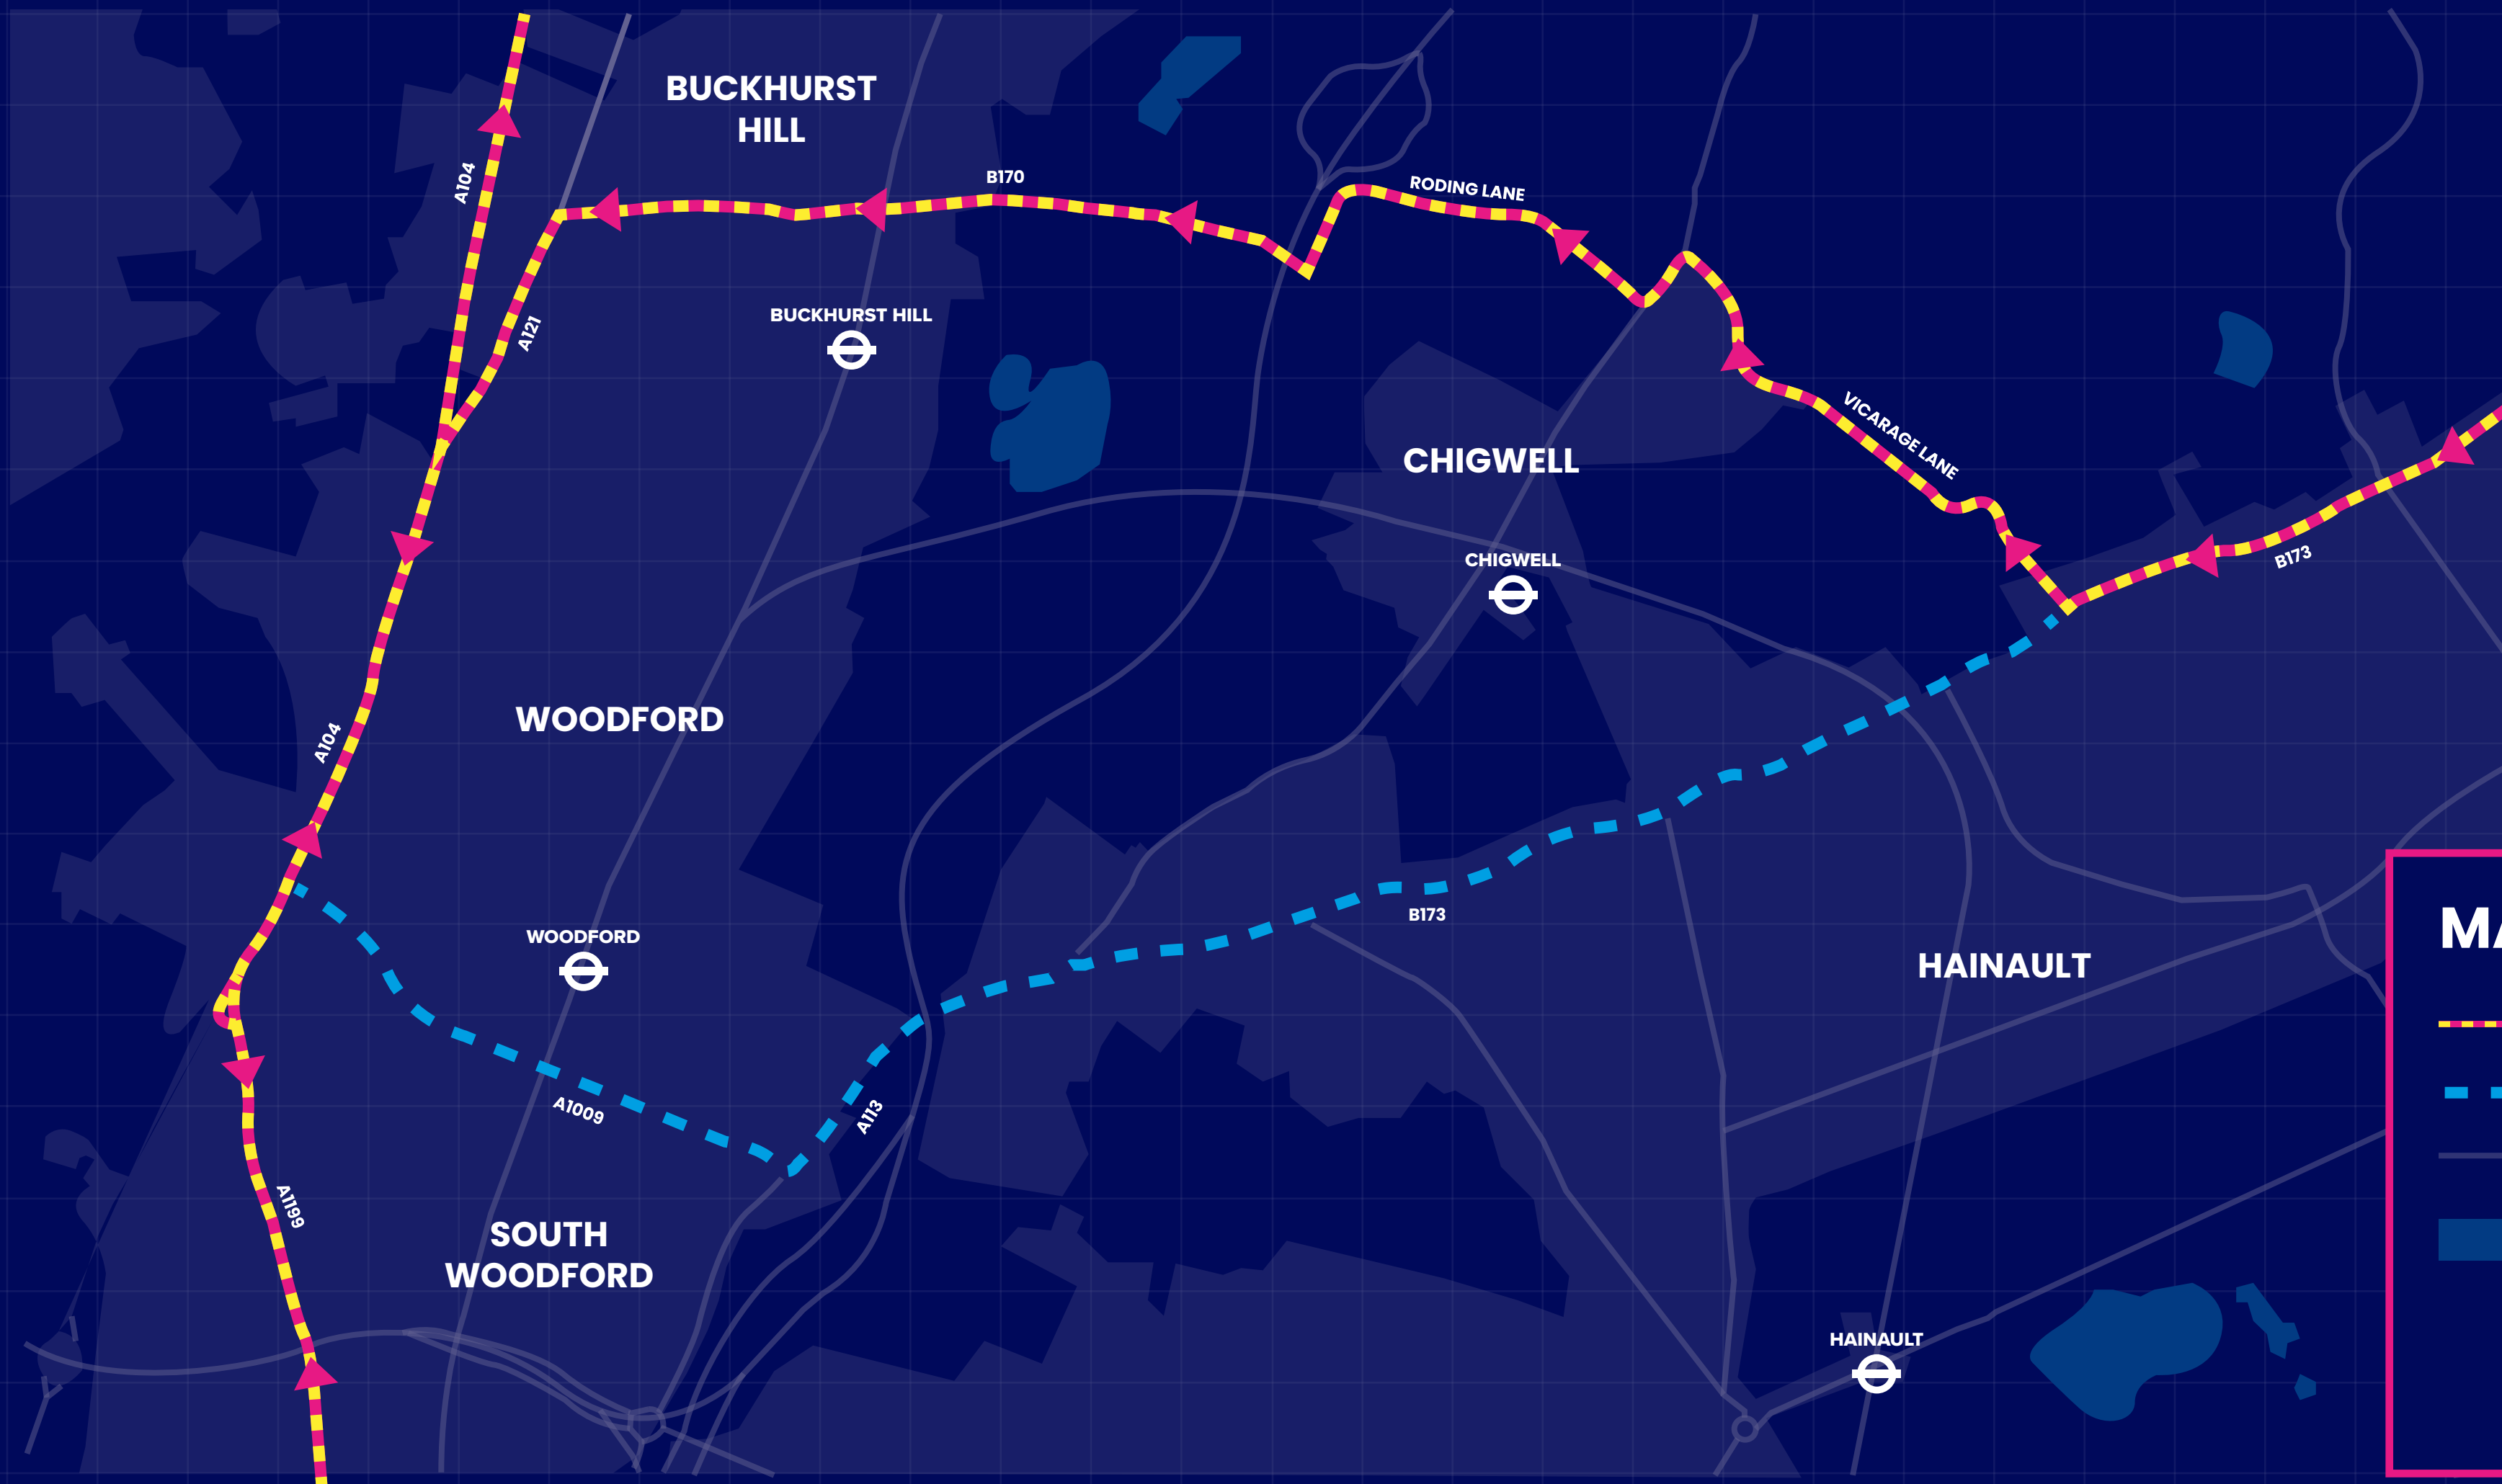 BUCKHURST
HILL
A104
B170
RODING LANE
A121
BUCKHURST HILL
VICARAGE LANE
CHIGWELL
CHIGWELL
B173
WOODFORD
A104
B173
WOODFORD
HAINAULT
MA
A1009
A113
A1199
SOUTH
WOODFORD
HAINAULT